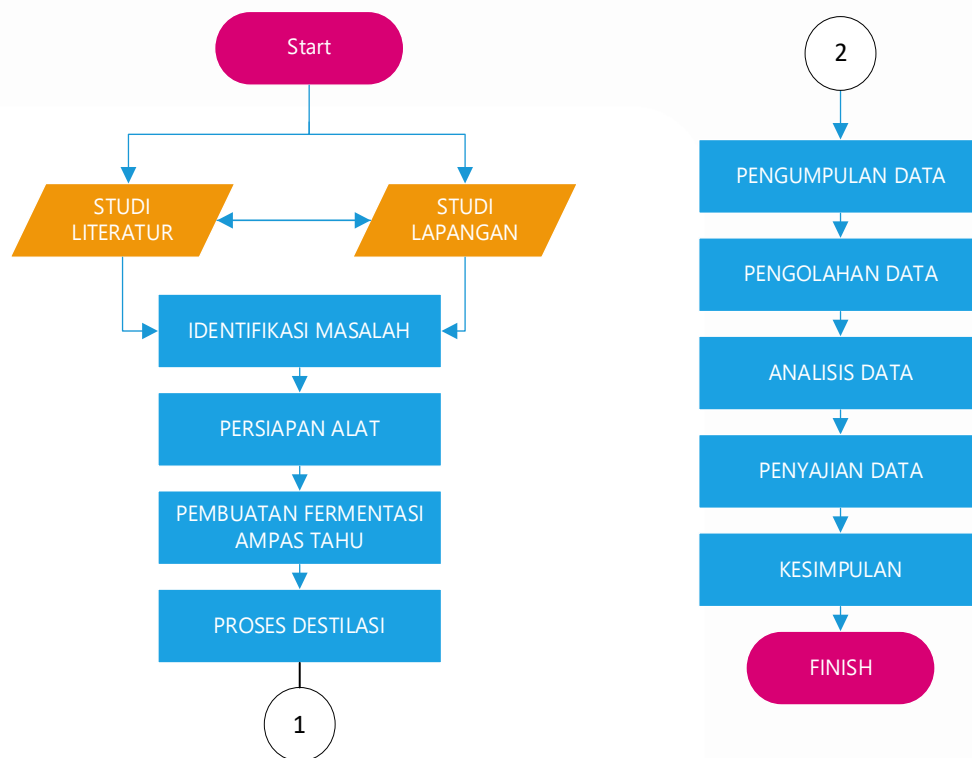 Start
STUDI
LITERATUR
STUDI
LAPANGAN
IDENTIFIKASI MASALAH
PERSIAPAN ALAT
PEMBUATAN FERMENTASI
AMPAS TAHU
PROSES DESTILASI
1
2
PENGUMPULAN DATA
PENGOLAHAN DATA
ANALISIS DATA
PENYAJIAN DATA
KESIMPULAN
FINISH